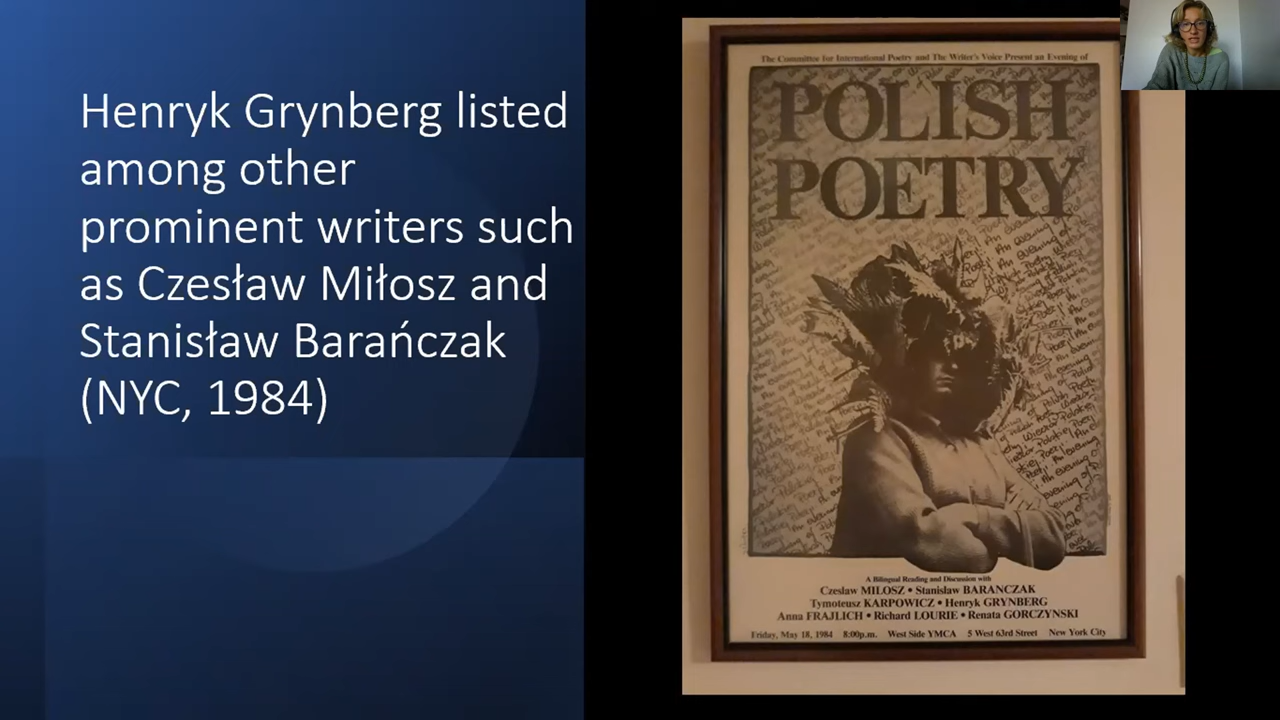 Henryk Grynberg listed
among other
prominent writers such
as Czesław Miłosz and
Stanisław Barańczak
(NYC, 1984)
The Committee for International Poetry and The Writer's Voice Present an Evening of
POLISH
POETRY
A Bilingual Reading and Discussion with
Czeslaw MILOSZ • Stanislaw BARANCZAK
Tymoteusz KARPOWICZ • Henryk GRYNBERG
Anna FRAJLICH • Richard LOURIE • Renata GORCZYNSKI
Friday, May 18, 1984 8:00p.m. West Side YMCA 5 West 63rd Street New York City